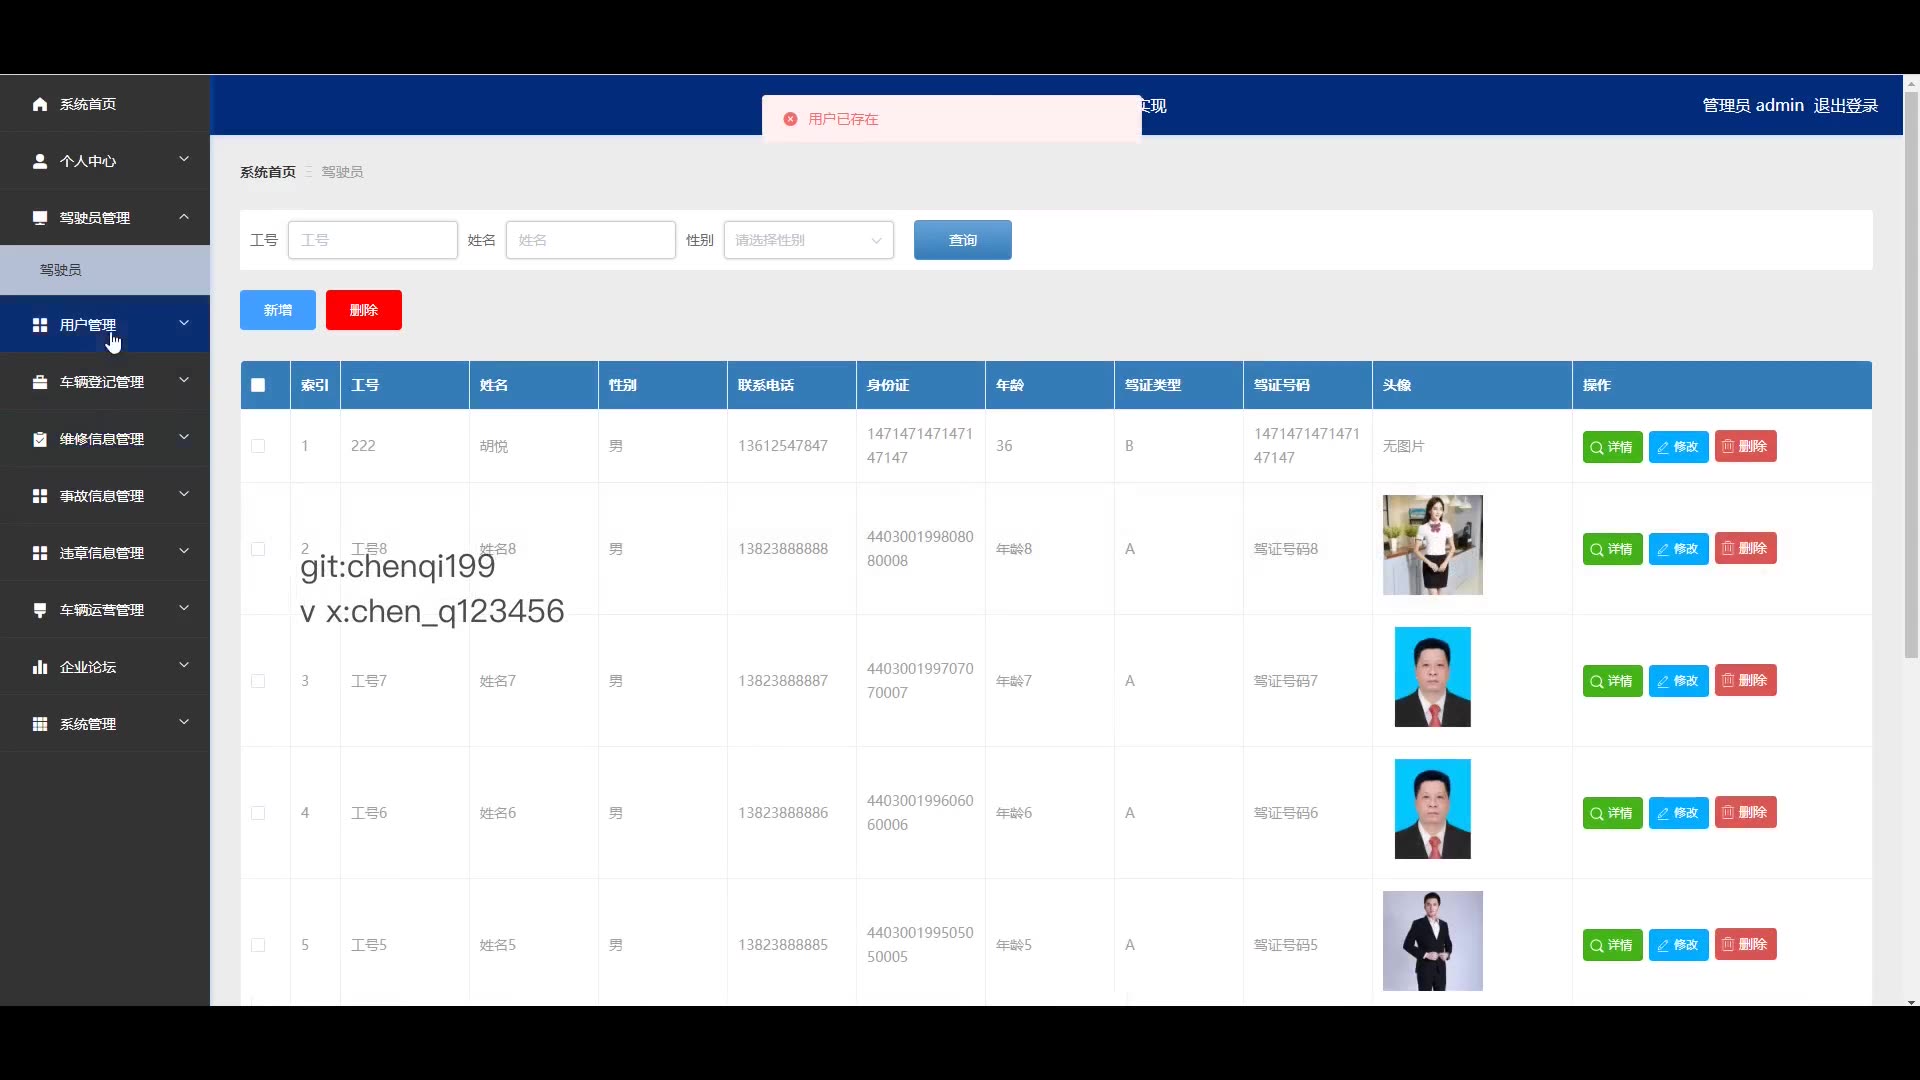 系统首页
个人中心
驾驶员管理
驾驶员
用户管理
车辆登记管理
维修信息管理
事故信息管理
违章信息管理
车辆运营管理
企业论坛
系统管理
用户已存在
实现
管理员 admin 退出登录
系统首页 驾驶员
工号 工号 姓名 姓名 性别 请选择性别 查询
新增 删除
索引 工号 姓名 性别 联系电话 身份证 年龄 驾证类型 驾证号码 头像 操作
1 222 胡悦 男 13612547847 1471471471471 36 B 1471471471471 无图片 详情 修改 删除
47147 47147
2 工号8 姓名8 男 13823888888 4403001998080 年龄8 A 驾证号码8 详情 修改 删除
80008
git:chenqi199
v x:chen_q123456
3 工号7 姓名7 男 13823888887 4403001997070 年龄7 A 驾证号码7 详情 修改 删除
70007
4 工号6 姓名6 男 13823888886 4403001996060 年龄6 A 驾证号码6 详情 修改 删除
60006
5 工号5 姓名5 男 13823888885 4403001995050 年龄5 A 驾证号码5 详情 修改 删除
50005